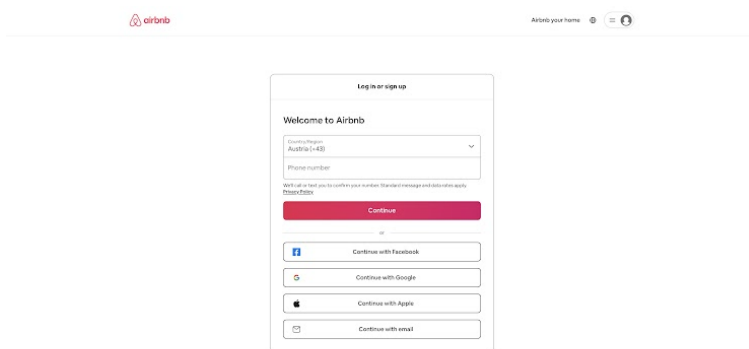 airbnb
Airbnb your home
Log in or sign up
Welcome to Airbnb
Country/Region
Austria (+43)
Phone number
We'll call or text you to confirm your number. Standard message and data rates apply.
Privacy Policy
Continue
or
Continue with Facebook
Continue with Google
Continue with Apple
Continue with email